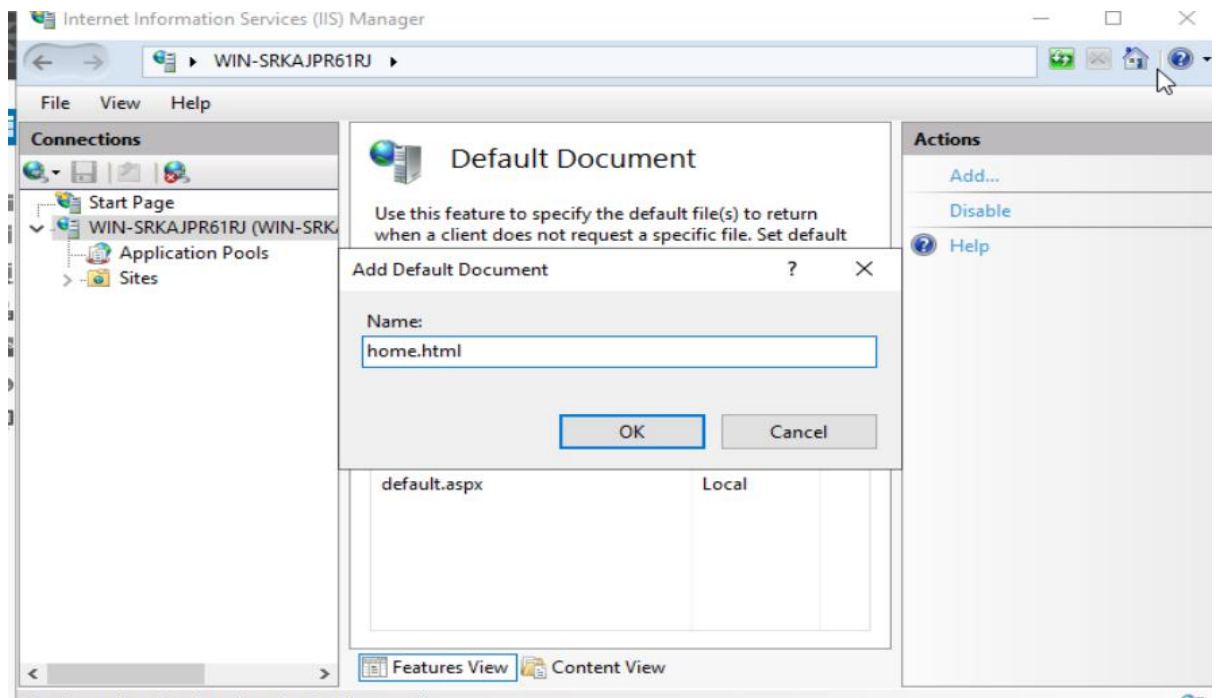 Internet Information Services (IIS) Manager
WIN-SRKAJPR61RJ
File View Help
Connections
Start Page
WIN-SRKAJPR61RJ (WIN-SRK
Application Pools
Sites
Default Document
Use this feature to specify the default file(s) to return
when a client does not request a specific file. Set default
Add Default Document
Name:
home.html
OK Cancel
default.aspx Local
Features View Content View
Actions
Add...
Disable
Help